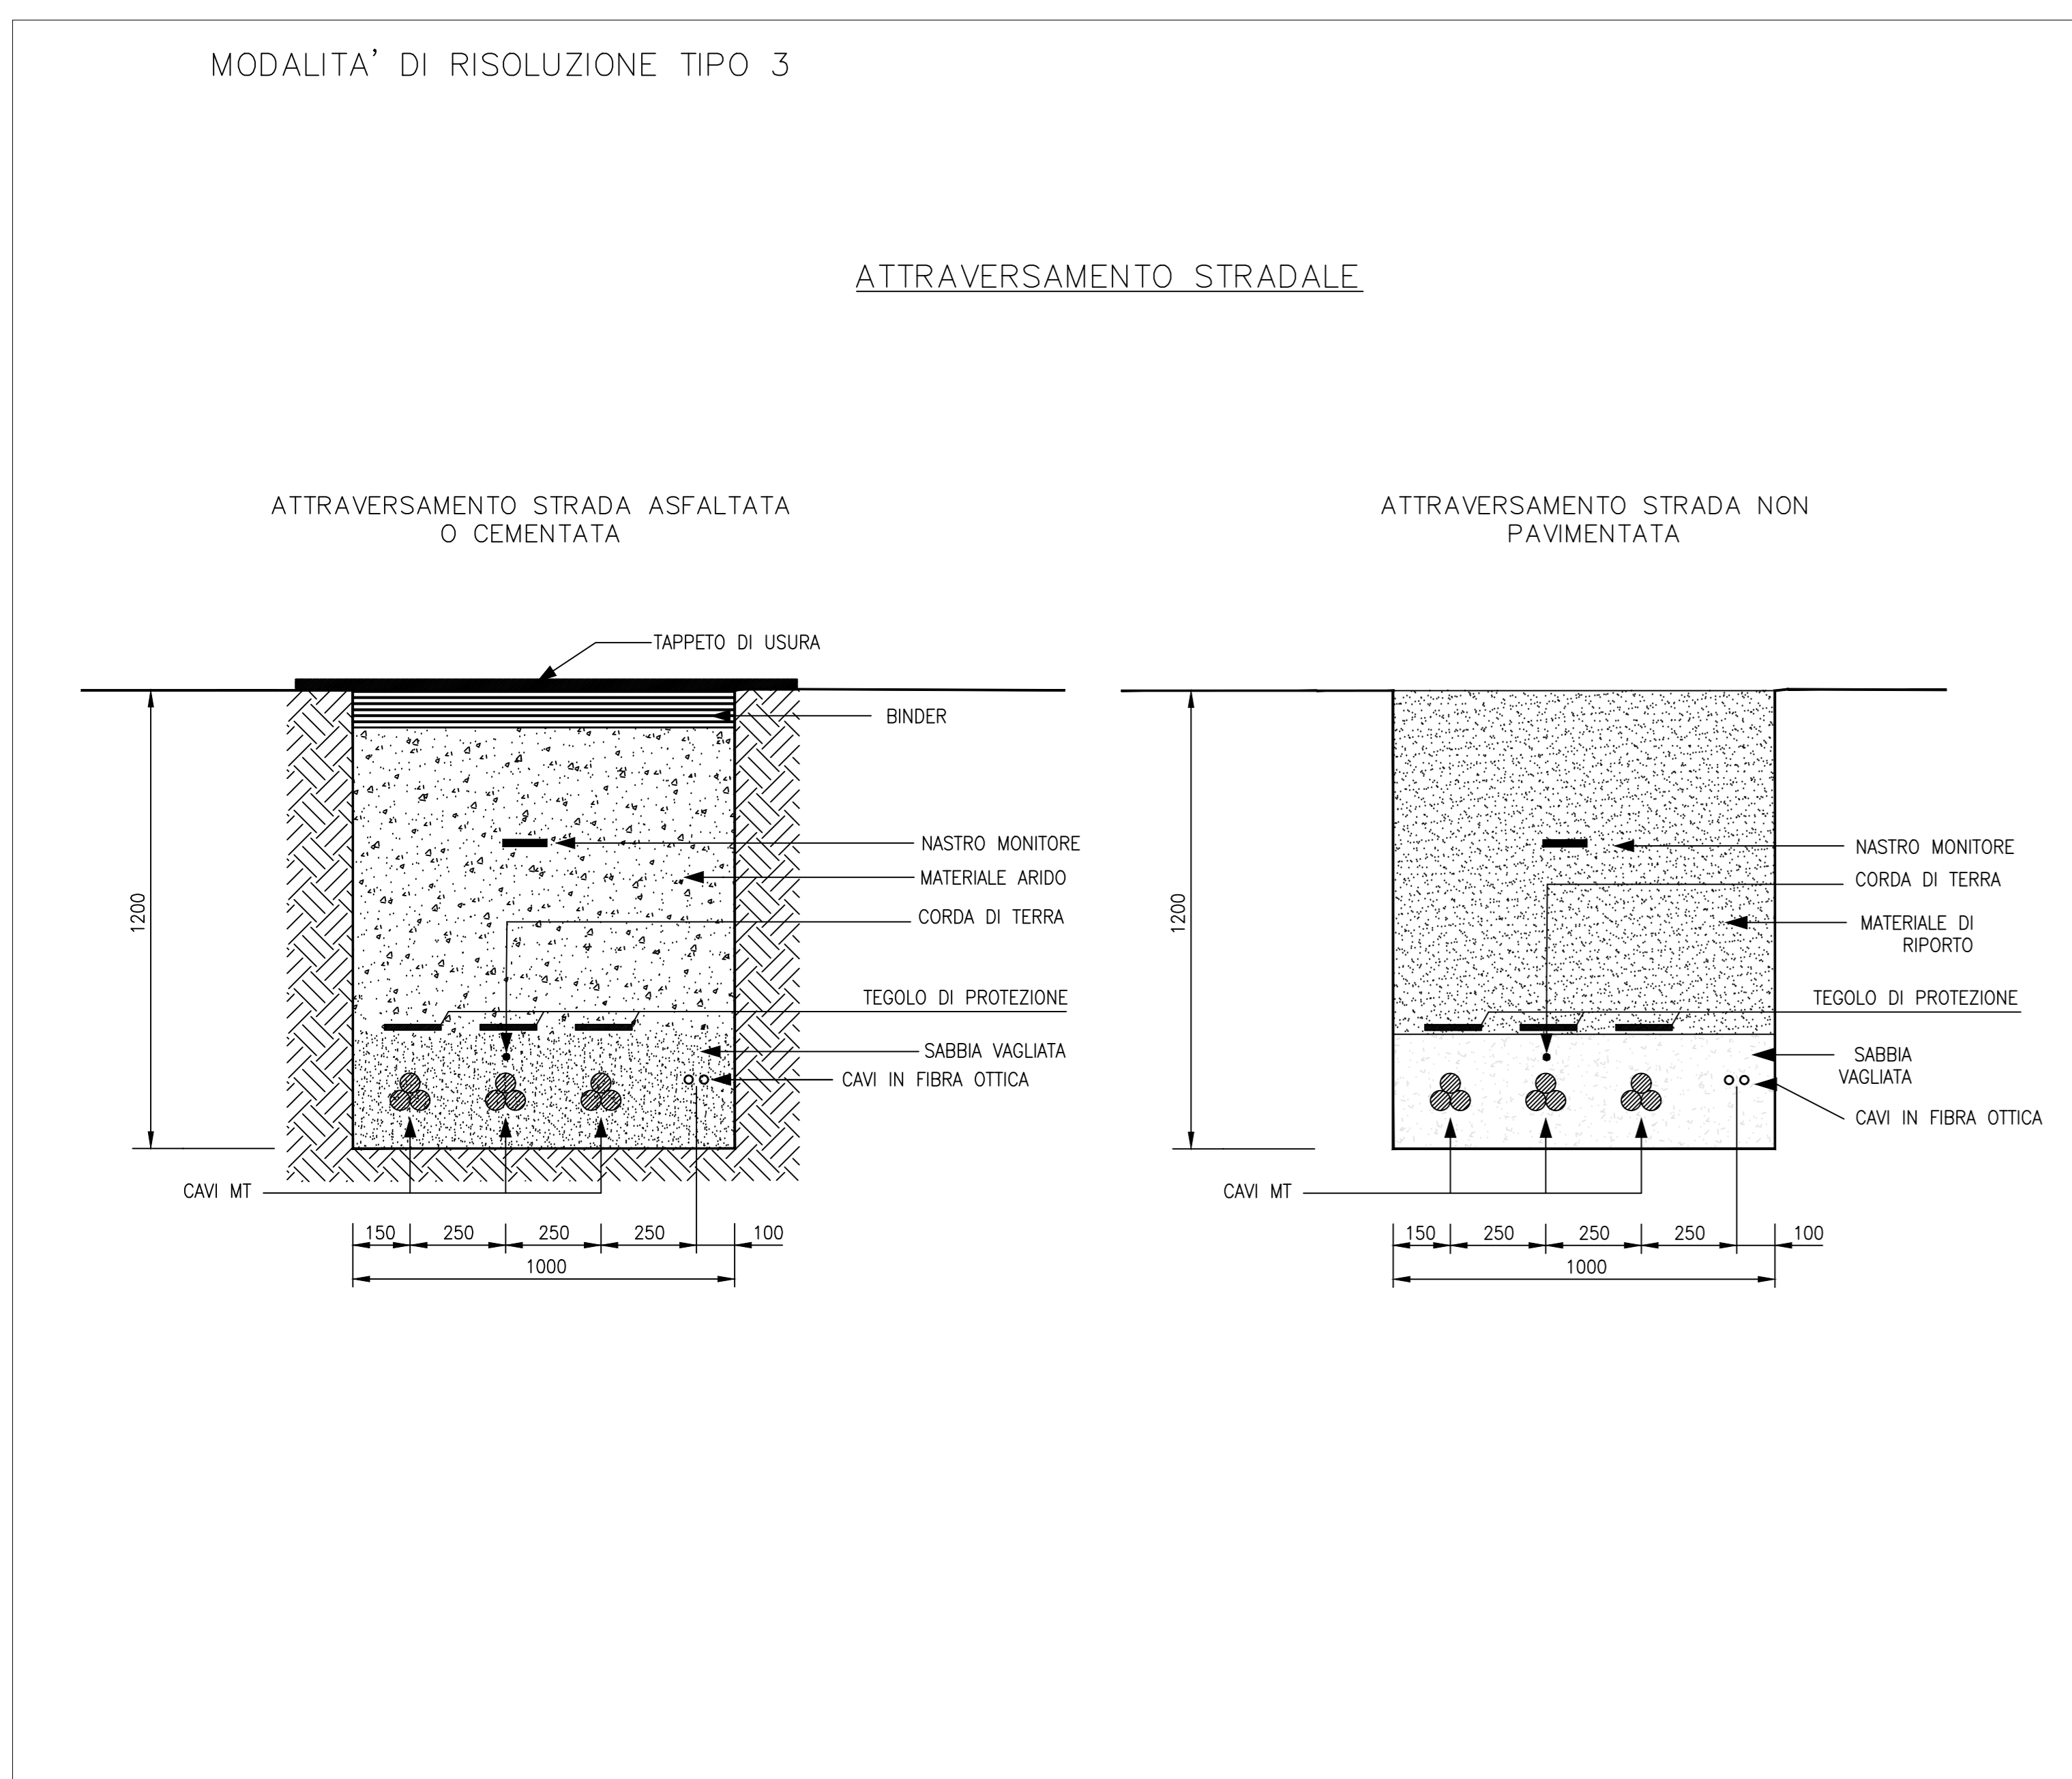 MODALITA' DI RISOLUZIONE TIPO 3
ATTRAVERSAMENTO STRADALE
ATTRAVERSAMENTO STRADA ASFALTATA
O CEMENTATA
TAPPETO DI USURA
BINDER
NASTRO MONITORE
MATERIALE ARIDO
CORDA DI TERRA
TEGOLO DI PROTEZIONE
SABBIA VAGLIATA
CAVI IN FIBRA OTTICA
1200
CAVI MT
150
250
250
250
100
1000
ATTRAVERSAMENTO STRADA NON
PAVIMENTATA
NASTRO MONITORE
CORDA DI TERRA
MATERIALE DI
RIPORTO
TEGOLO DI PROTEZIONE
SABBIA
VAGLIATA
CAVI IN FIBRA OTTICA
1200
CAVI MT
150
250
250
250
100
1000